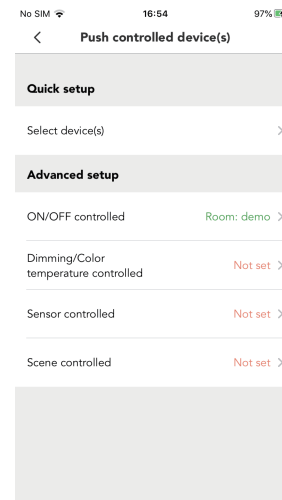 No SIM 16:54 97%
Push controlled device(s)
Quick setup
Select device(s)
Advanced setup
ON/OFF controlled Room: demo
Dimming/Color
temperature controlled Not set
Sensor controlled Not set
Scene controlled Not set